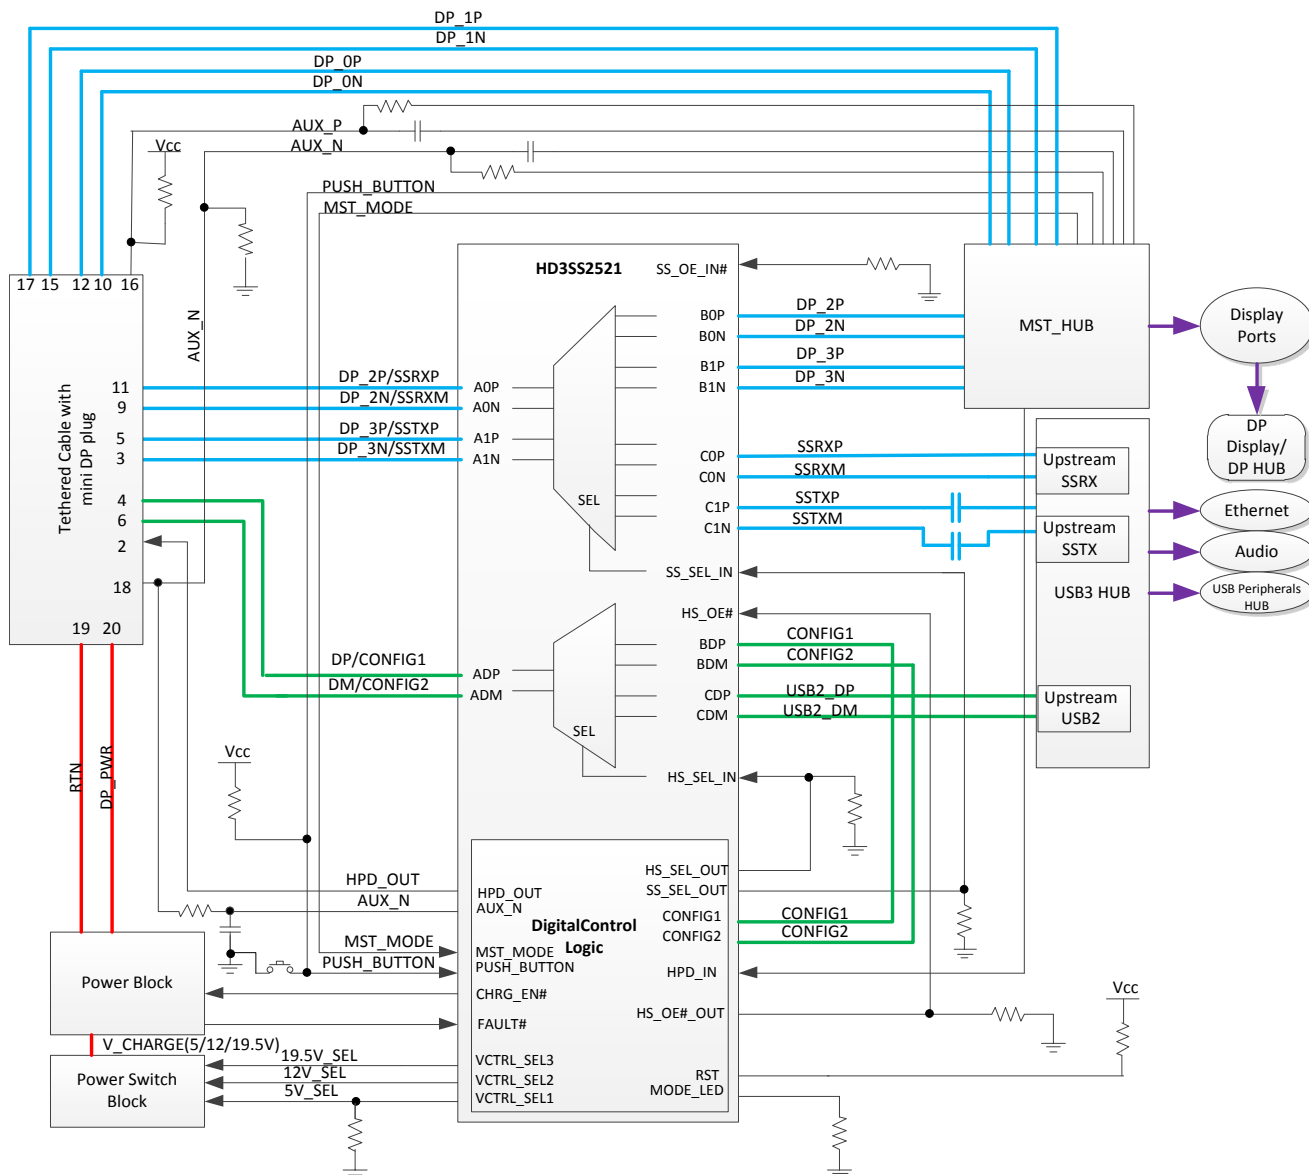 DP_1P
DP_1N
DP_0P
DP_0N
AUX_P
AUX_N
Vcc
PUSH_BUTTON
MST_MODE
17 15 12 10 16
AUX_N
Tethered Cable with
mini DP plug
11
9
5
3
4
6
2
18
19 20
DP_2P/SSRXP
DP_2N/SSRXM
DP_3P/SSTXP
DP_3N/SSTXM
DP/CONFIG1
DM/CONFIG2
HD3SS2521
SS_OE_IN#
A0P
A0N
A1P
A1N
SEL
B0P
B0N
B1P
B1N
C0P
C0N
C1P
C1N
SS_SEL_IN
HS_OE#
ADP
ADM
SEL
BDP
BDM
CDP
CDM
HS_SEL_IN
DP_2P
DP_2N
DP_3P
DP_3N
SSRXP
SSRXM
SSTXP
SSTXM
CONFIG1
CONFIG2
USB2_DP
USB2_DM
MST_HUB
Display
Ports
DP
Display/
DP HUB
Upstream
SSRX
Upstream
SSTX
USB3 HUB
Upstream
USB2
Ethernet
Audio
USB Peripherals
HUB
RTN
DP_PWR
Vcc
HPD_OUT
AUX_N
MST_MODE
PUSH_BUTTON
HPD_OUT
AUX_N
DigitalControl
Logic
MST_MODE
PUSH_BUTTON
CHRG_EN#
FAULT#
VCTRL_SEL3
VCTRL_SEL2
VCTRL_SEL1
HS_SEL_OUT
SS_SEL_OUT
CONFIG1
CONFIG2
HPD_IN
HS_OE#_OUT
RST
MODE_LED
CONFIG1
CONFIG2
Vcc
Power Block
V_CHARGE(5/12/19.5V)
Power Switch
Block
19.5V_SEL
12V_SEL
5V_SEL